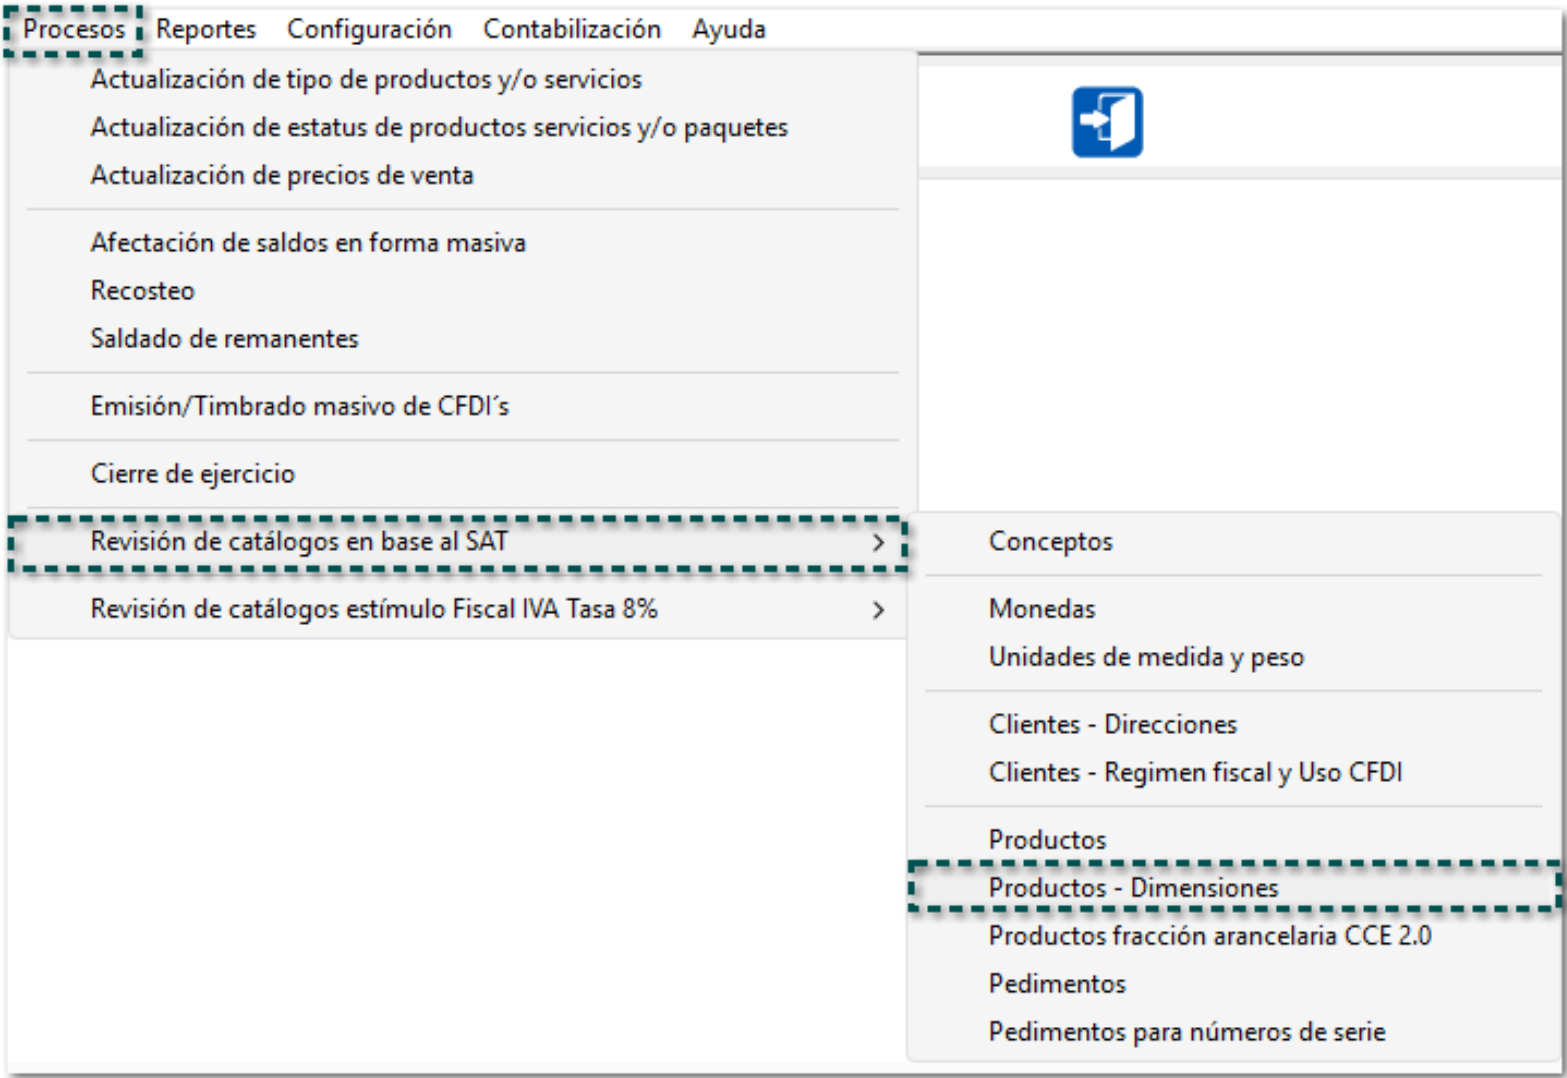 Procesos Reportes Configuración Contabilización Ayuda
Actualización de tipo de productos y/o servicios
Actualización de estatus de productos servicios y/o paquetes
Actualización de precios de venta
Afectación de saldos en forma masiva
Recosteo
Saldado de remanentes
Emisión/Timbrado masivo de CFDI´s
Cierre de ejercicio
Revisión de catálogos en base al SAT >
Revisión de catálogos estímulo Fiscal IVA Tasa 8% >
Conceptos
Monedas
Unidades de medida y peso
Clientes - Direcciones
Clientes - Regimen fiscal y Uso CFDI
Productos
Productos - Dimensiones
Productos fracción arancelaria CCE 2.0
Pedimentos
Pedimentos para números de serie